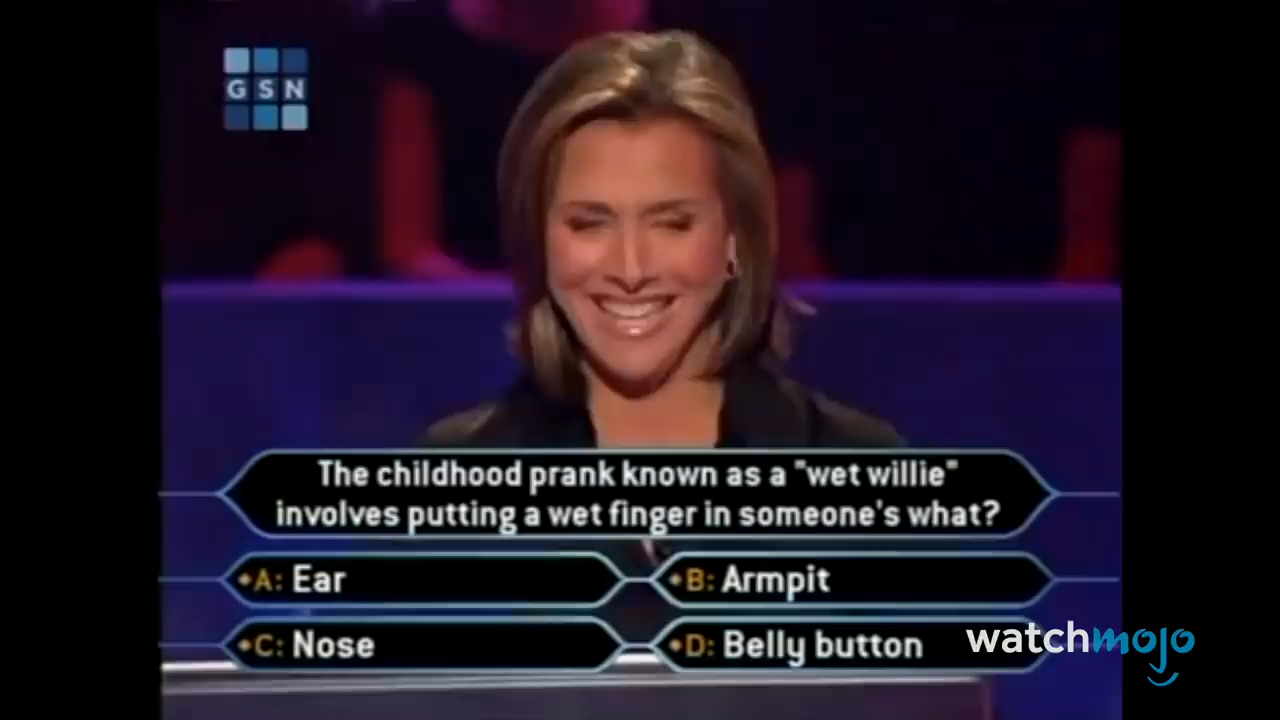 GSN
The childhood prank known as a "wet willie"
involves putting a wet finger in someone's what?
A: Ear
B: Armpit
C: Nose
D: Belly button
watchmojo